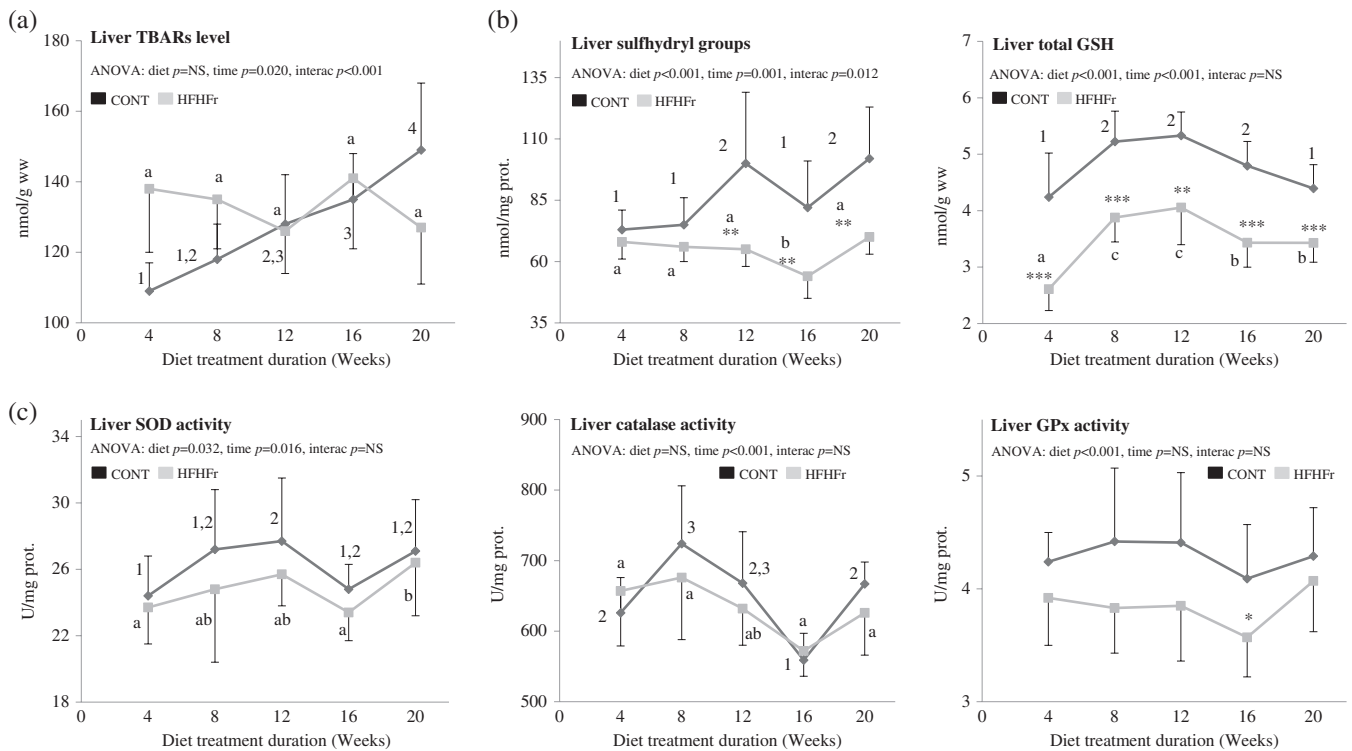 (a)
Liver TBARs level
ANOVA: diet p=NS, time p=0.020, interac p<0.001
CONT HFHFr
nmol/g ww
180
160
140
120
100
a
a
a
a
a
1
1,2
2,3
3
4
0 4 8 12 16 20
Diet treatment duration (Weeks)
(b)
Liver sulfhydryl groups
ANOVA: diet p<0.001, time p=0.001, interac p=0.012
CONT HFHFr
nmol/mg prot.
135
110
85
60
35
1
1
2
1
2
a
a
a
**
b
**
a
**
0 4 8 12 16 20
Diet treatment duration (Weeks)
Liver total GSH
ANOVA: diet p<0.001, time p<0.001, interac p=NS
CONT HFHFr
nmol/g ww
7
6
5
4
3
2
1
2
2
2
1
a
***
***
c
**
c
***
b
***
b
0 4 8 12 16 20
Diet treatment duration (Weeks)
(c)
Liver SOD activity
ANOVA: diet p=0.032, time p=0.016, interac p=NS
CONT HFHFr
U/mg prot.
34
30
26
22
18
1
1,2
2
1,2
1,2
a
ab
ab
a
b
0 4 8 12 16 20
Diet treatment duration (Weeks)
Liver catalase activity
ANOVA: diet p=NS, time p<0.001, interac p=NS
CONT HFHFr
U/mg prot.
900
800
700
600
500
a
2
3
a
2,3
ab
a
1
2
a
0 4 8 12 16 20
Diet treatment duration (Weeks)
Liver GPx activity
ANOVA: diet p<0.001, time p=NS, interac p=NS
CONT HFHFr
U/mg prot.
5
4
3
*
0 4 8 12 16 20
Diet treatment duration (Weeks)